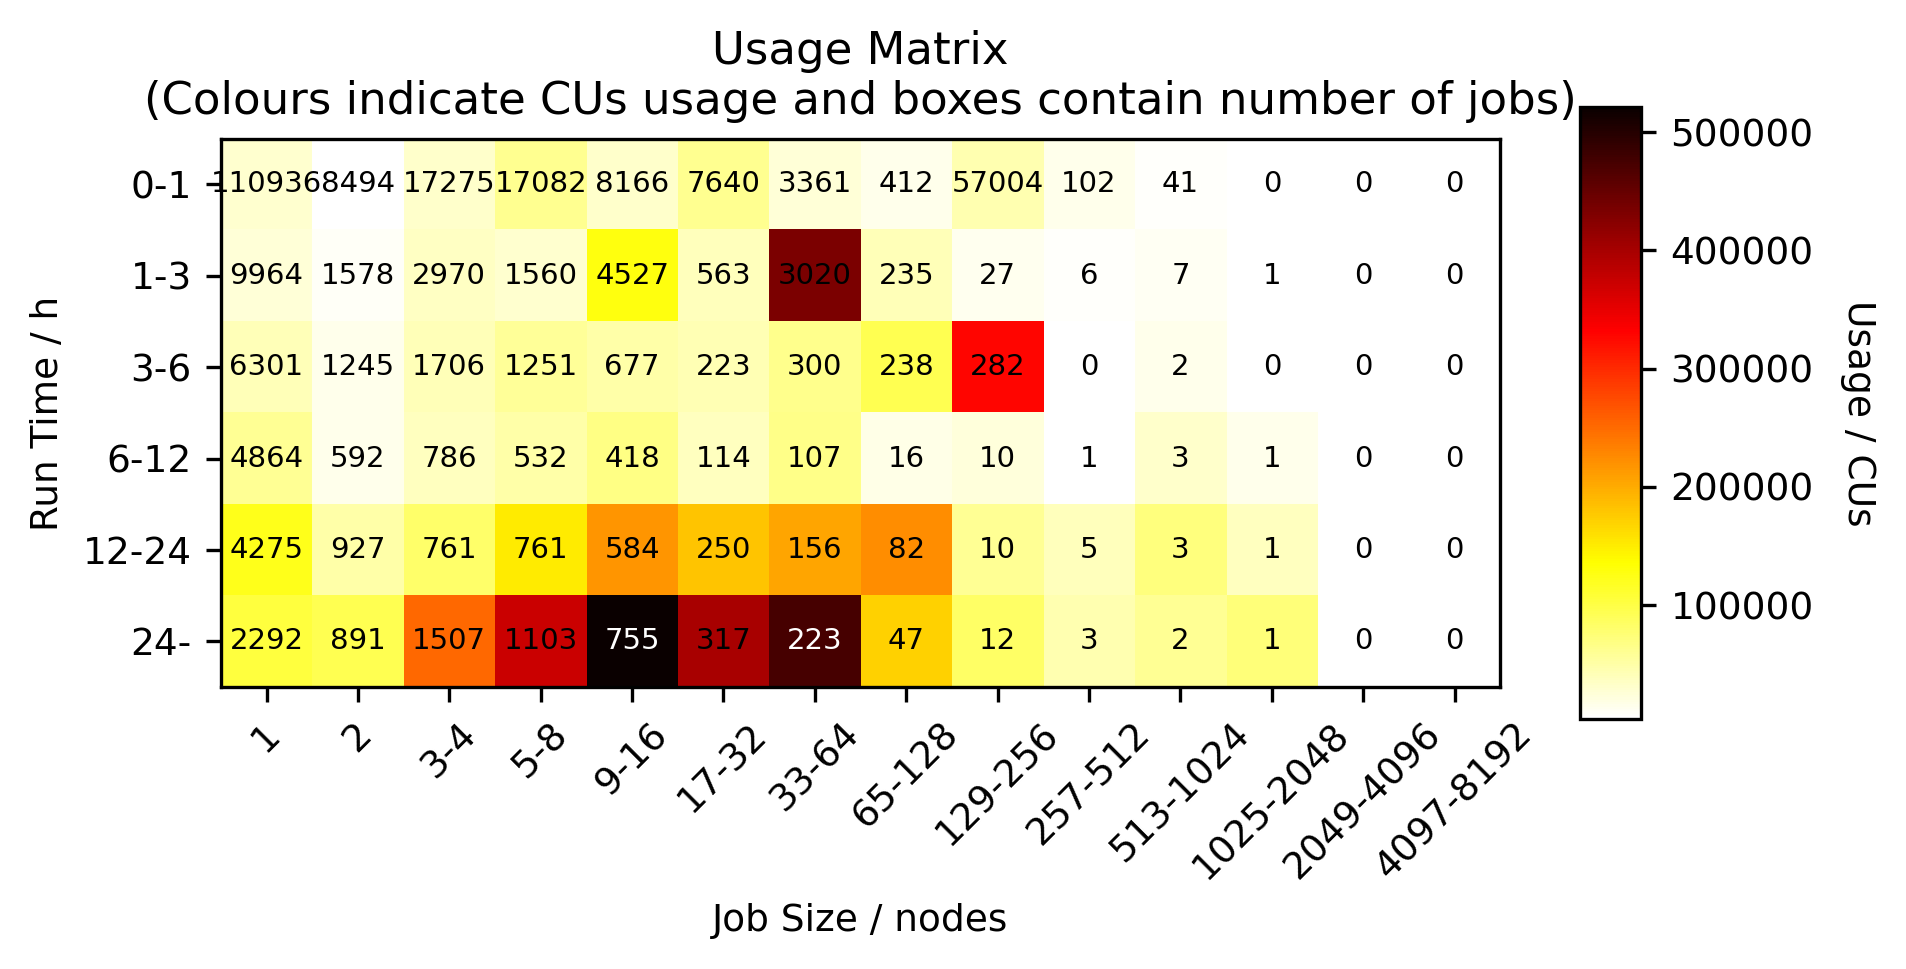 Usage Matrix
(Colours indicate CUs usage and boxes contain number of jobs)
0-1 110936 8494 17275 17082 8166 7640 3361 412 57004 102 41 0 0 0
1-3 9964 1578 2970 1560 4527 563 3020 235 27 6 7 1 0 0
3-6 6301 1245 1706 1251 677 223 300 238 282 0 2 0 0 0
6-12 4864 592 786 532 418 114 107 16 10 1 3 1 0 0
12-24 4275 927 761 761 584 250 156 82 10 5 3 1 0 0
24- 2292 891 1507 1103 755 317 223 47 12 3 2 1 0 0
Run Time / h
1 2 3-4 5-8 9-16 17-32 33-64 65-128 129-256 257-512 513-1024 1025-2048 2049-4096 4097-8192
Job Size / nodes
500000
400000
300000
200000
100000
Usage / CUs